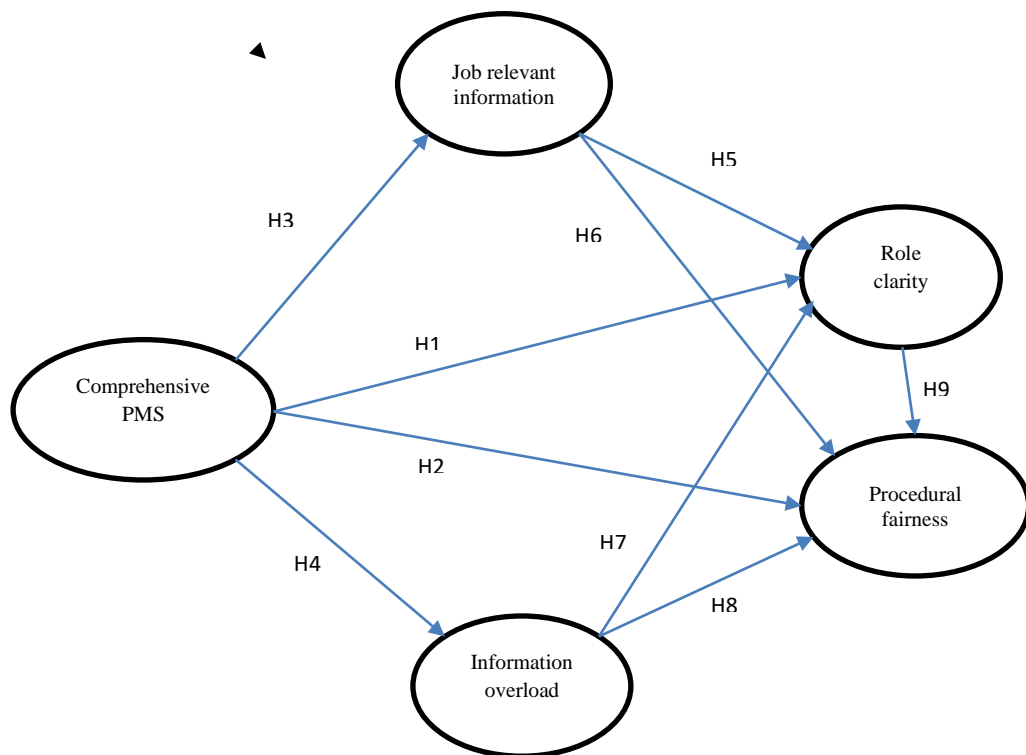 Job relevant
information
H5
H3
H6
Role
clarity
H1
Comprehensive
PMS
H9
H2
Procedural
fairness
H7
H4
H8
Information
overload